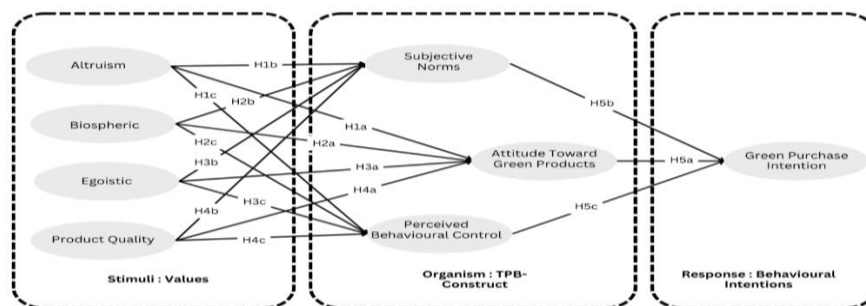 Altruism
Biospheric
Egoistic
Product Quality
Stimuli : Values
H1b
H1c
H2b
H1a
H2c
H2a
H3b
H3a
H3c
H4a
H4b
H4c
Subjective
Norms
Attitude Toward
Green Products
Perceived
Behavioural Control
Organism : TPB-
Construct
H5b
H5a
H5c
Green Purchase
Intention
Response : Behavioural
Intentions